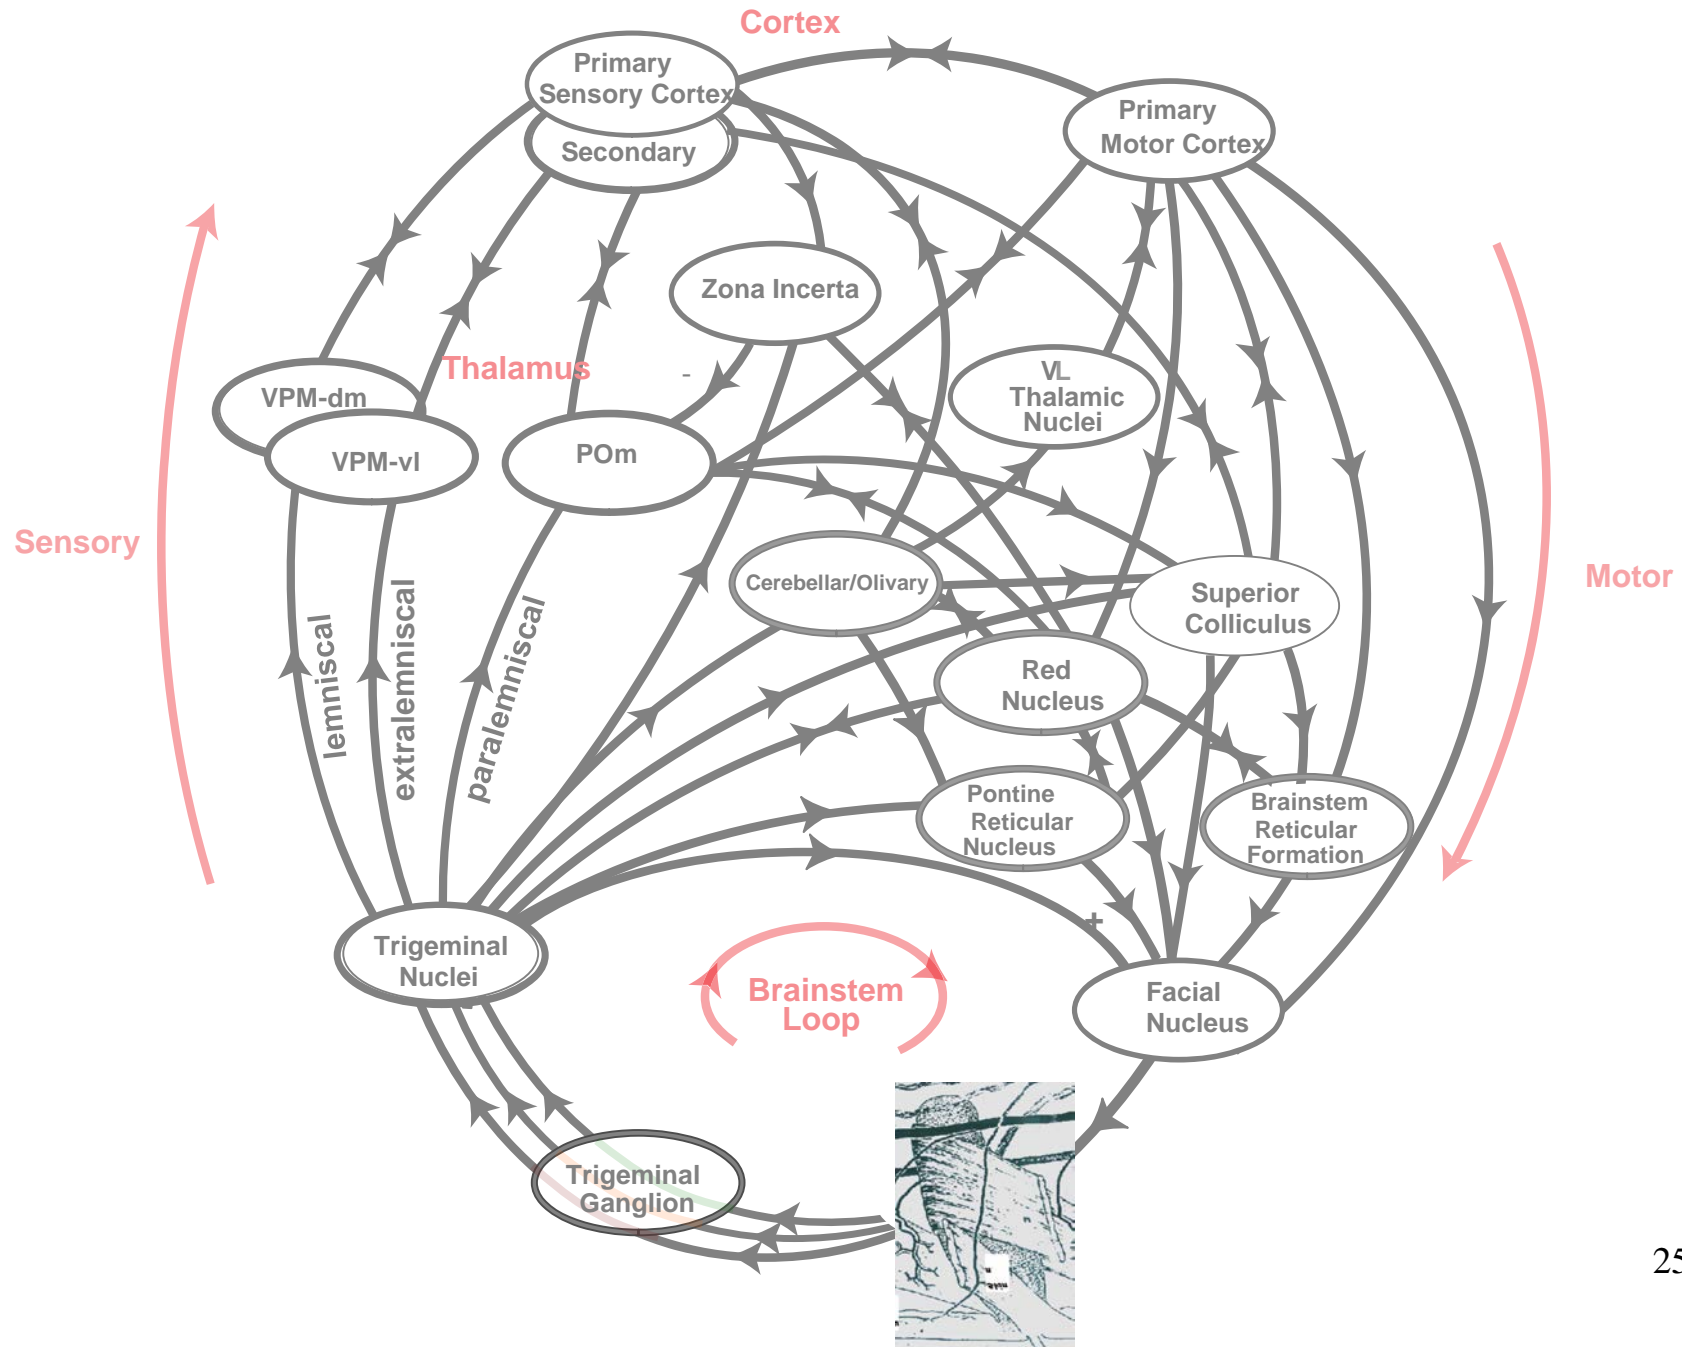 Cortex
Primary
Sensory Cortex
Secondary
Primary
Motor Cortex
Zona Incerta
Thalamus
-
VL
Thalamic
Nuclei
VPM-dm
VPM-vl
POm
Sensory
Motor
Cerebellar/Olivary
Superior
Colliculus
lemniscal
extralemniscal
paralemniscal
Red
Nucleus
Pontine
Reticular
Nucleus
Brainstem
Reticular
Formation
+
Trigeminal
Nuclei
Brainstem
Loop
Facial
Nucleus
Trigeminal
Ganglion
25